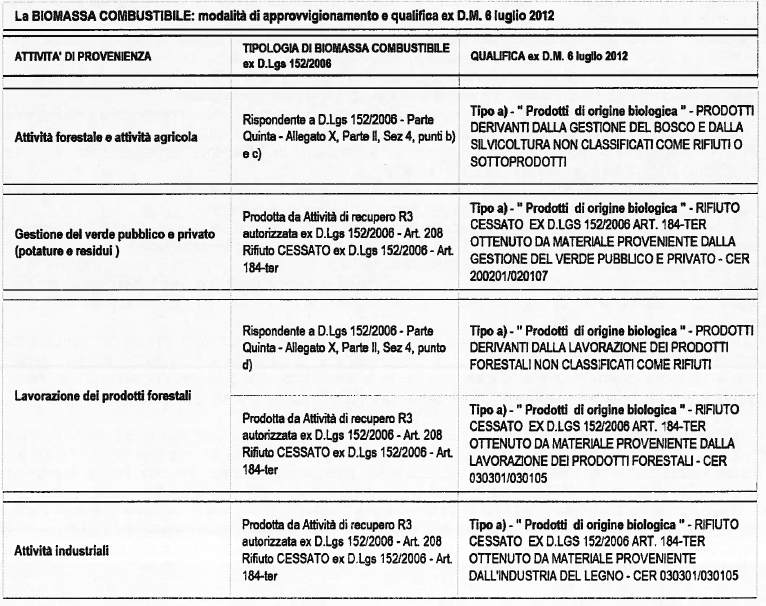 La BIOMASSA COMBUSTIBILE: modalità di approvvigionamento e qualifica ex D.M. 6 luglio 2012
ATTIVITA' DI PROVENIENZA
TIPOLOGIA DI BIOMASSA COMBUSTIBILE
ex D.Lgs 152/2006
QUALIFICA ex D.M. 6 luglio 2012
Attività forestale e attività agricola
Rispondente a D.Lgs 152/2006 - Parte
Quinta - Allegato X, Parte II, Sez 4, punti b)
e c)
Tipo a) - " Prodotti di origine biologica " - PRODOTTI
DERIVANTI DALLA GESTIONE DEL BOSCO E DALLA
SILVICOLTURA NON CLASSIFICATI COME RIFIUTI O
SOTTOPRODOTTI
Gestione del verde pubblico e privato
(potature e residui )
Prodotta da Attività di recupero R3
autorizzata ex D.Lgs 152/2006 - Art. 208
Rifiuto CESSATO ex D.Lgs 152/2006 - Art.
184-ter
Tipo a) - " Prodotti di origine biologica " - RIFIUTO
CESSATO EX D.LGS 152/2006 ART. 184-TER
OTTENUTO DA MATERIALE PROVENIENTE DALLA
GESTIONE DEL VERDE PUBBLICO E PRIVATO - CER
200201/020107
Lavorazione dei prodotti forestali
Rispondente a D.Lgs 152/2006 - Parte
Quinta - Allegato X, Parte II, Sez 4, punto
d)
Tipo a) - " Prodotti di origine biologica " - PRODOTTI
DERIVANTI DALLA LAVORAZIONE DEI PRODOTTI
FORESTALI NON CLASSIFICATI COME RIFIUTI
Prodotta da Attività di recupero R3
autorizzata ex D.Lgs 152/2006 - Art. 208
Rifiuto CESSATO ex D.Lgs 152/2006 - Art.
184-ter
Tipo a) - " Prodotti di origine biologica " - RIFIUTO
CESSATO EX D.LGS 152/2006 ART. 184-TER
OTTENUTO DA MATERIALE PROVENIENTE DALLA
LAVORAZIONE DEI PRODOTTI FORESTALI - CER
030301/030105
Attività industriali
Prodotta da Attività di recupero R3
autorizzata ex D.Lgs 152/2006 - Art. 208
Rifiuto CESSATO ex D.Lgs 152/2006 - Art.
184-ter
Tipo a) - " Prodotti di origine biologica " - RIFIUTO
CESSATO EX D.LGS 152/2006 ART. 184-TER
OTTENUTO DA MATERIALE PROVENIENTE
DALL'INDUSTRIA DEL LEGNO - CER 030301/030105